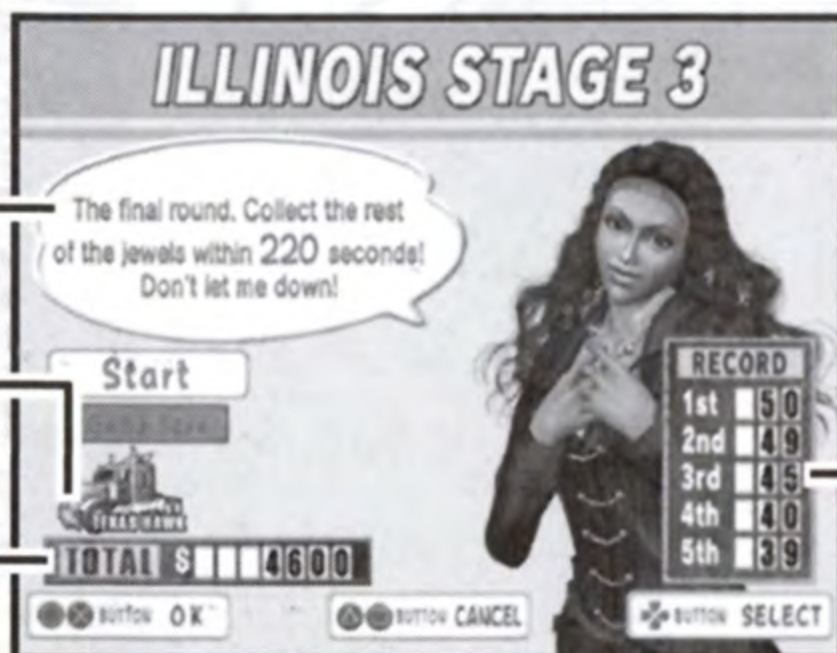 ILLINOIS STAGE 3
The final round. Collect the rest
of the jewels within 220 seconds!
Don't let me down!
Start
TEXAS HAWK
TOTAL $ 4600
RECORD
1st 50
2nd 49
3rd 45
4th 40
5th 39
BUTTON OK
BUTTON CANCEL
BUTTON SELECT